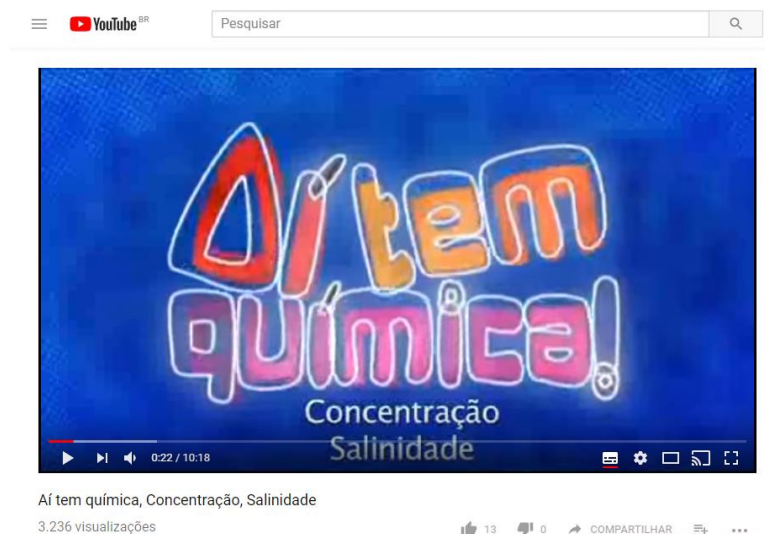 YouTube BR
Pesquisar
Aí tem
química!
Concentração
Salinidade
0:22 / 10:18
Aí tem química, Concentração, Salinidade
3.236 visualizações
13 0 COMPARTILHAR